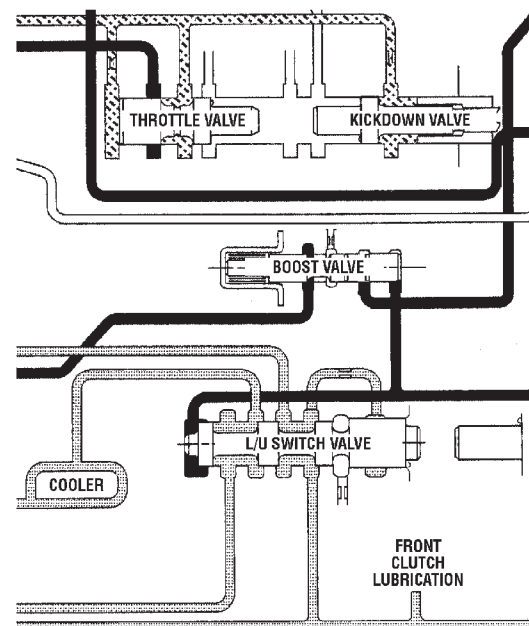 THROTTLE VALVE
KICKDOWN VALVE
BOOST VALVE
L/U SWITCH VALVE
COOLER
FRONT
CLUTCH
LUBRICATION